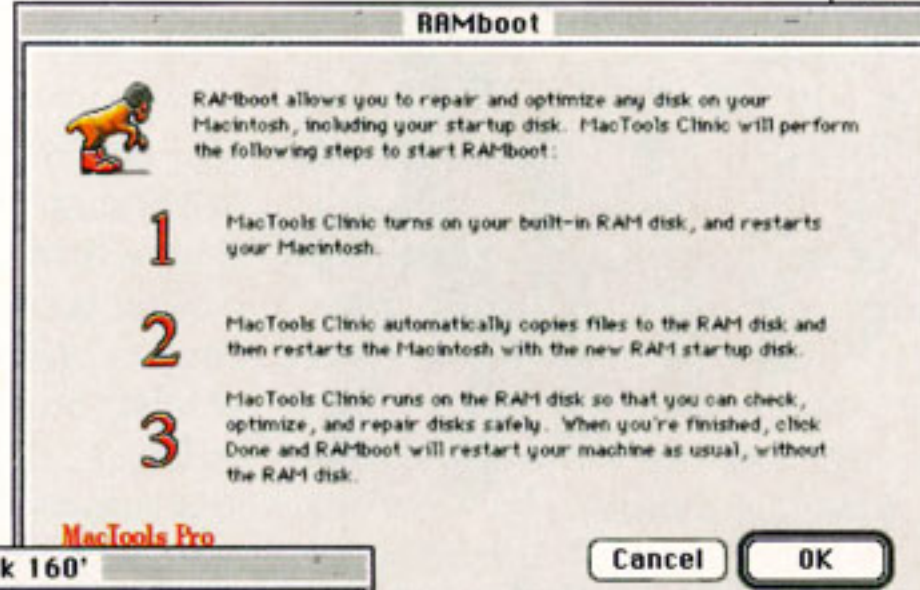 RAMboot
RAMboot allows you to repair and optimize any disk on your
Macintosh, including your startup disk. MacTools Clinic will perform
the following steps to start RAMboot:
1
MacTools Clinic turns on your built-in RAM disk, and restarts
your Macintosh.
2
MacTools Clinic automatically copies files to the RAM disk and
then restarts the Macintosh with the new RAM startup disk.
3
MacTools Clinic runs on the RAM disk so that you can check,
optimize, and repair disks safely. When you're finished, click
Done and RAMboot will restart your machine as usual, without
the RAM disk.
MacTools Pro
k 160'
Cancel
OK